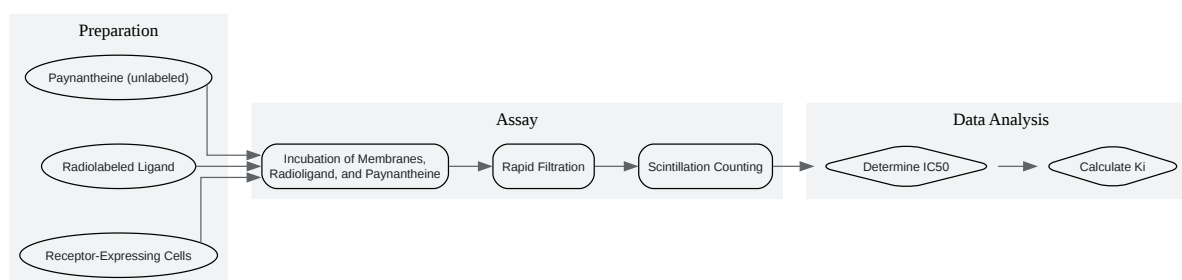 Preparation
Paynantheine (unlabeled)
Radiolabeled Ligand
Receptor-Expressing Cells
Assay
Incubation of Membranes,
Radioligand, and Paynantheine
Rapid Filtration
Scintillation Counting
Data Analysis
Determine IC50
Calculate Ki